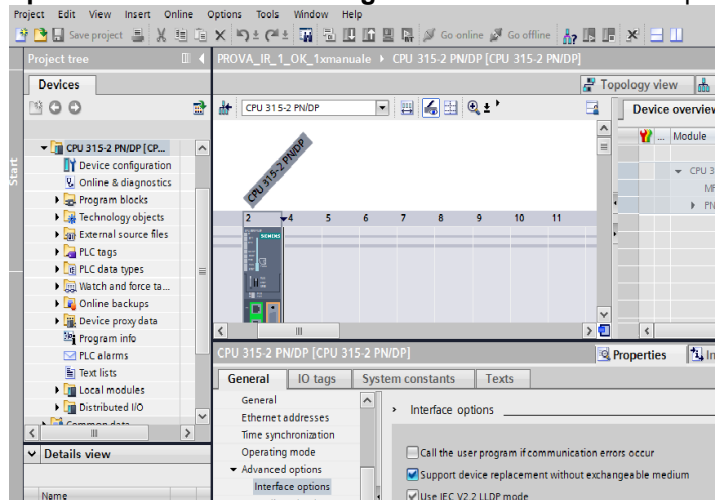 Project Edit View Insert Online Options Tools Window Help
Save project Go online Go offline
Project tree
PROVA_IR_1_OK_1xmanuale CPU 315-2 PN/DP [CPU 315-2 PN/DP]
Devices
Topology view
CPU 315-2 PN/DP
Device overview
... Module
CPU 315-2 PN/DP [CP...
Device configuration
Online & diagnostics
Program blocks
Technology objects
External source files
PLC tags
PLC data types
Watch and force ta...
Online backups
Device proxy data
Program info
PLC alarms
Text lists
Local modules
Distributed I/O
Common data
Start
CPU 315-2 PN/DP
2 4 5 6 7 8 9 10 11
SIEMENS
CPU 3
MP
PN
CPU 315-2 PN/DP [CPU 315-2 PN/DP]
Properties
General IO tags System constants Texts
General
Ethernet addresses
Time synchronization
Operating mode
Advanced options
Interface options
Interface options
Call the user program if communication errors occur
Support device replacement without exchangeable medium
Use IEC V2.2 LLDP mode
Details view
Name